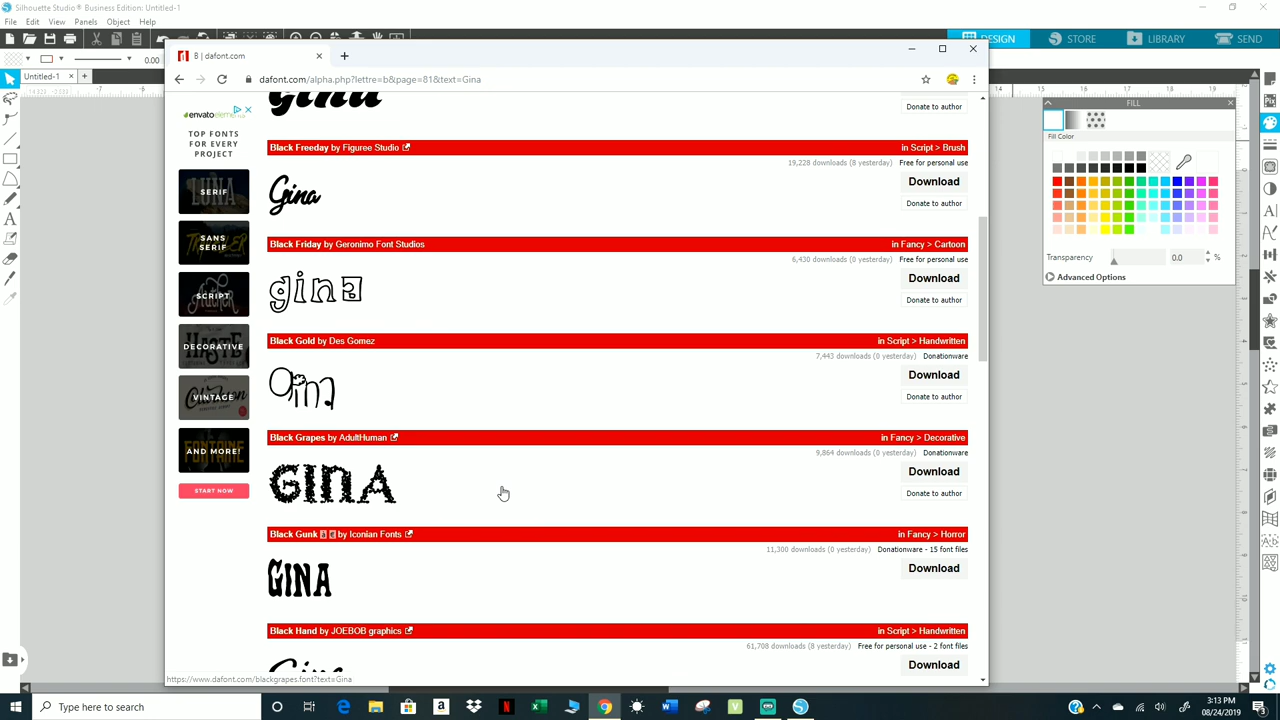 Silhouette Studio® Business Edition: Untitled-1
File Edit View Panels Object Help
DESIGN STORE LIBRARY SEND
B | dafont.com
0.00
Untitled-1
dafont.com/alpha.php?lettre=b&page=81&text=Gina
FILL
Fill Color
Transparency 0.0 %
Advanced Options
envatoelements
TOP FONTS
FOR EVERY
PROJECT
SERIF
SANS
SERIF
SCRIPT
DECORATIVE
VINTAGE
AND MORE!
START NOW
Gina
Donate to author
Black Freeday by Figuree Studio in Script > Brush
19,228 downloads (8 yesterday) Free for personal use
Gina
Download
Donate to author
Black Friday by Geronimo Font Studios in Fancy > Cartoon
6,430 downloads (0 yesterday) Free for personal use
gina
Download
Donate to author
Black Gold by Des Gomez in Script > Handwritten
7,443 downloads (0 yesterday) Donationware
Gina
Download
Donate to author
Black Grapes by AdultHuman in Fancy > Decorative
9,864 downloads (0 yesterday) Donationware
GINA
Download
Donate to author
Black Gunk à € by Iconian Fonts in Fancy > Horror
11,300 downloads (0 yesterday) Donationware - 15 font files
GINA
Download
Black Hand by JOEBOB graphics in Script > Handwritten
61,708 downloads (8 yesterday) Free for personal use - 2 font files
Gina
Download
https://www.dafont.com/blackgrapes.font?text=Gina
Type here to search
3:13 PM
08/24/2019